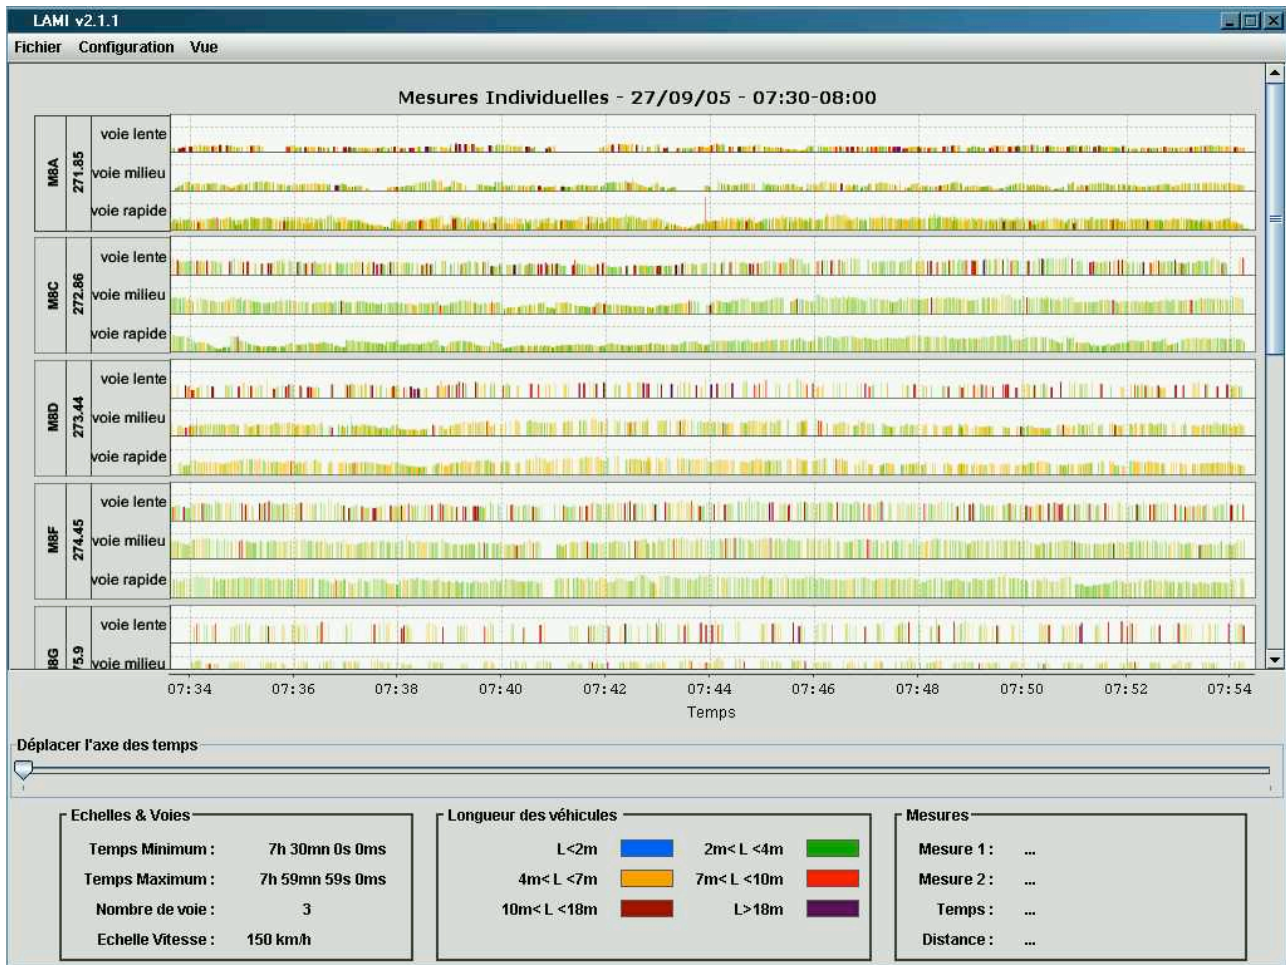 LAMI v2.1.1
Fichier Configuration Vue
Mesures Individuelles - 27/09/05 - 07:30-08:00
M8A
271.85
voie lente
voie milieu
voie rapide
M8C
272.86
voie lente
voie milieu
voie rapide
M8D
273.44
voie lente
voie milieu
voie rapide
M8F
274.45
voie lente
voie milieu
voie rapide
voie lente
voie milieu
07:34 07:36 07:38 07:40 07:42 07:44 07:46 07:48 07:50 07:52 07:54
Temps
Déplacer l'axe des temps
Echelles & Voies
Temps Minimum : 7h 30mn 0s 0ms
Temps Maximum : 7h 59mn 59s 0ms
Nombre de voie : 3
Echelle Vitesse : 150 km/h
Longueur des véhicules
L<2m 2m< L <4m
4m< L <7m 7m< L <10m
10m< L <18m L>18m
Mesures
Mesure 1 : ...
Mesure 2 : ...
Temps : ...
Distance : ...